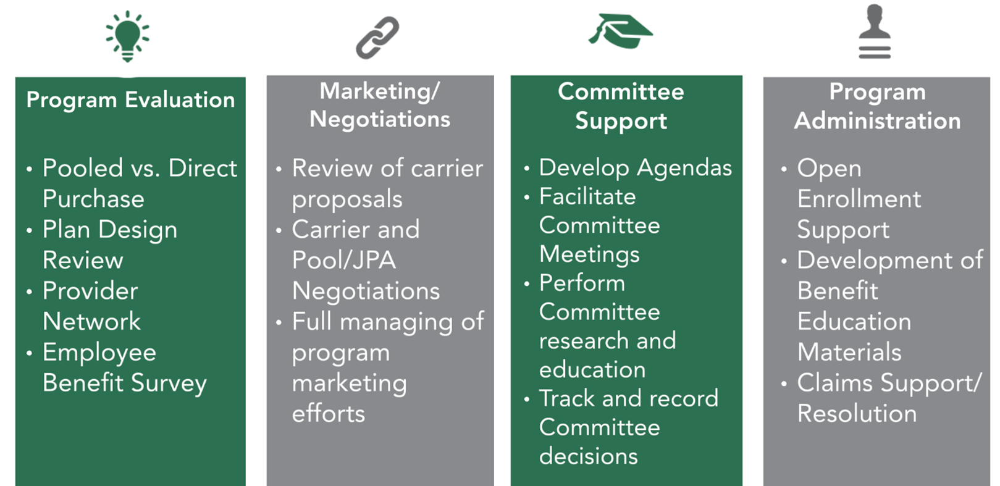 Program Evaluation
• Pooled vs. Direct
Purchase
• Plan Design
Review
• Provider
Network
• Employee
Benefit Survey
Marketing/
Negotiations
• Review of carrier
proposals
• Carrier and
Pool/JPA
Negotiations
• Full managing of
program
marketing
efforts
Committee
Support
• Develop Agendas
• Facilitate
Committee
Meetings
• Perform
Committee
research and
education
• Track and record
Committee
decisions
Program
Administration
• Open
Enrollment
Support
• Development of
Benefit
Education
Materials
• Claims Support/
Resolution